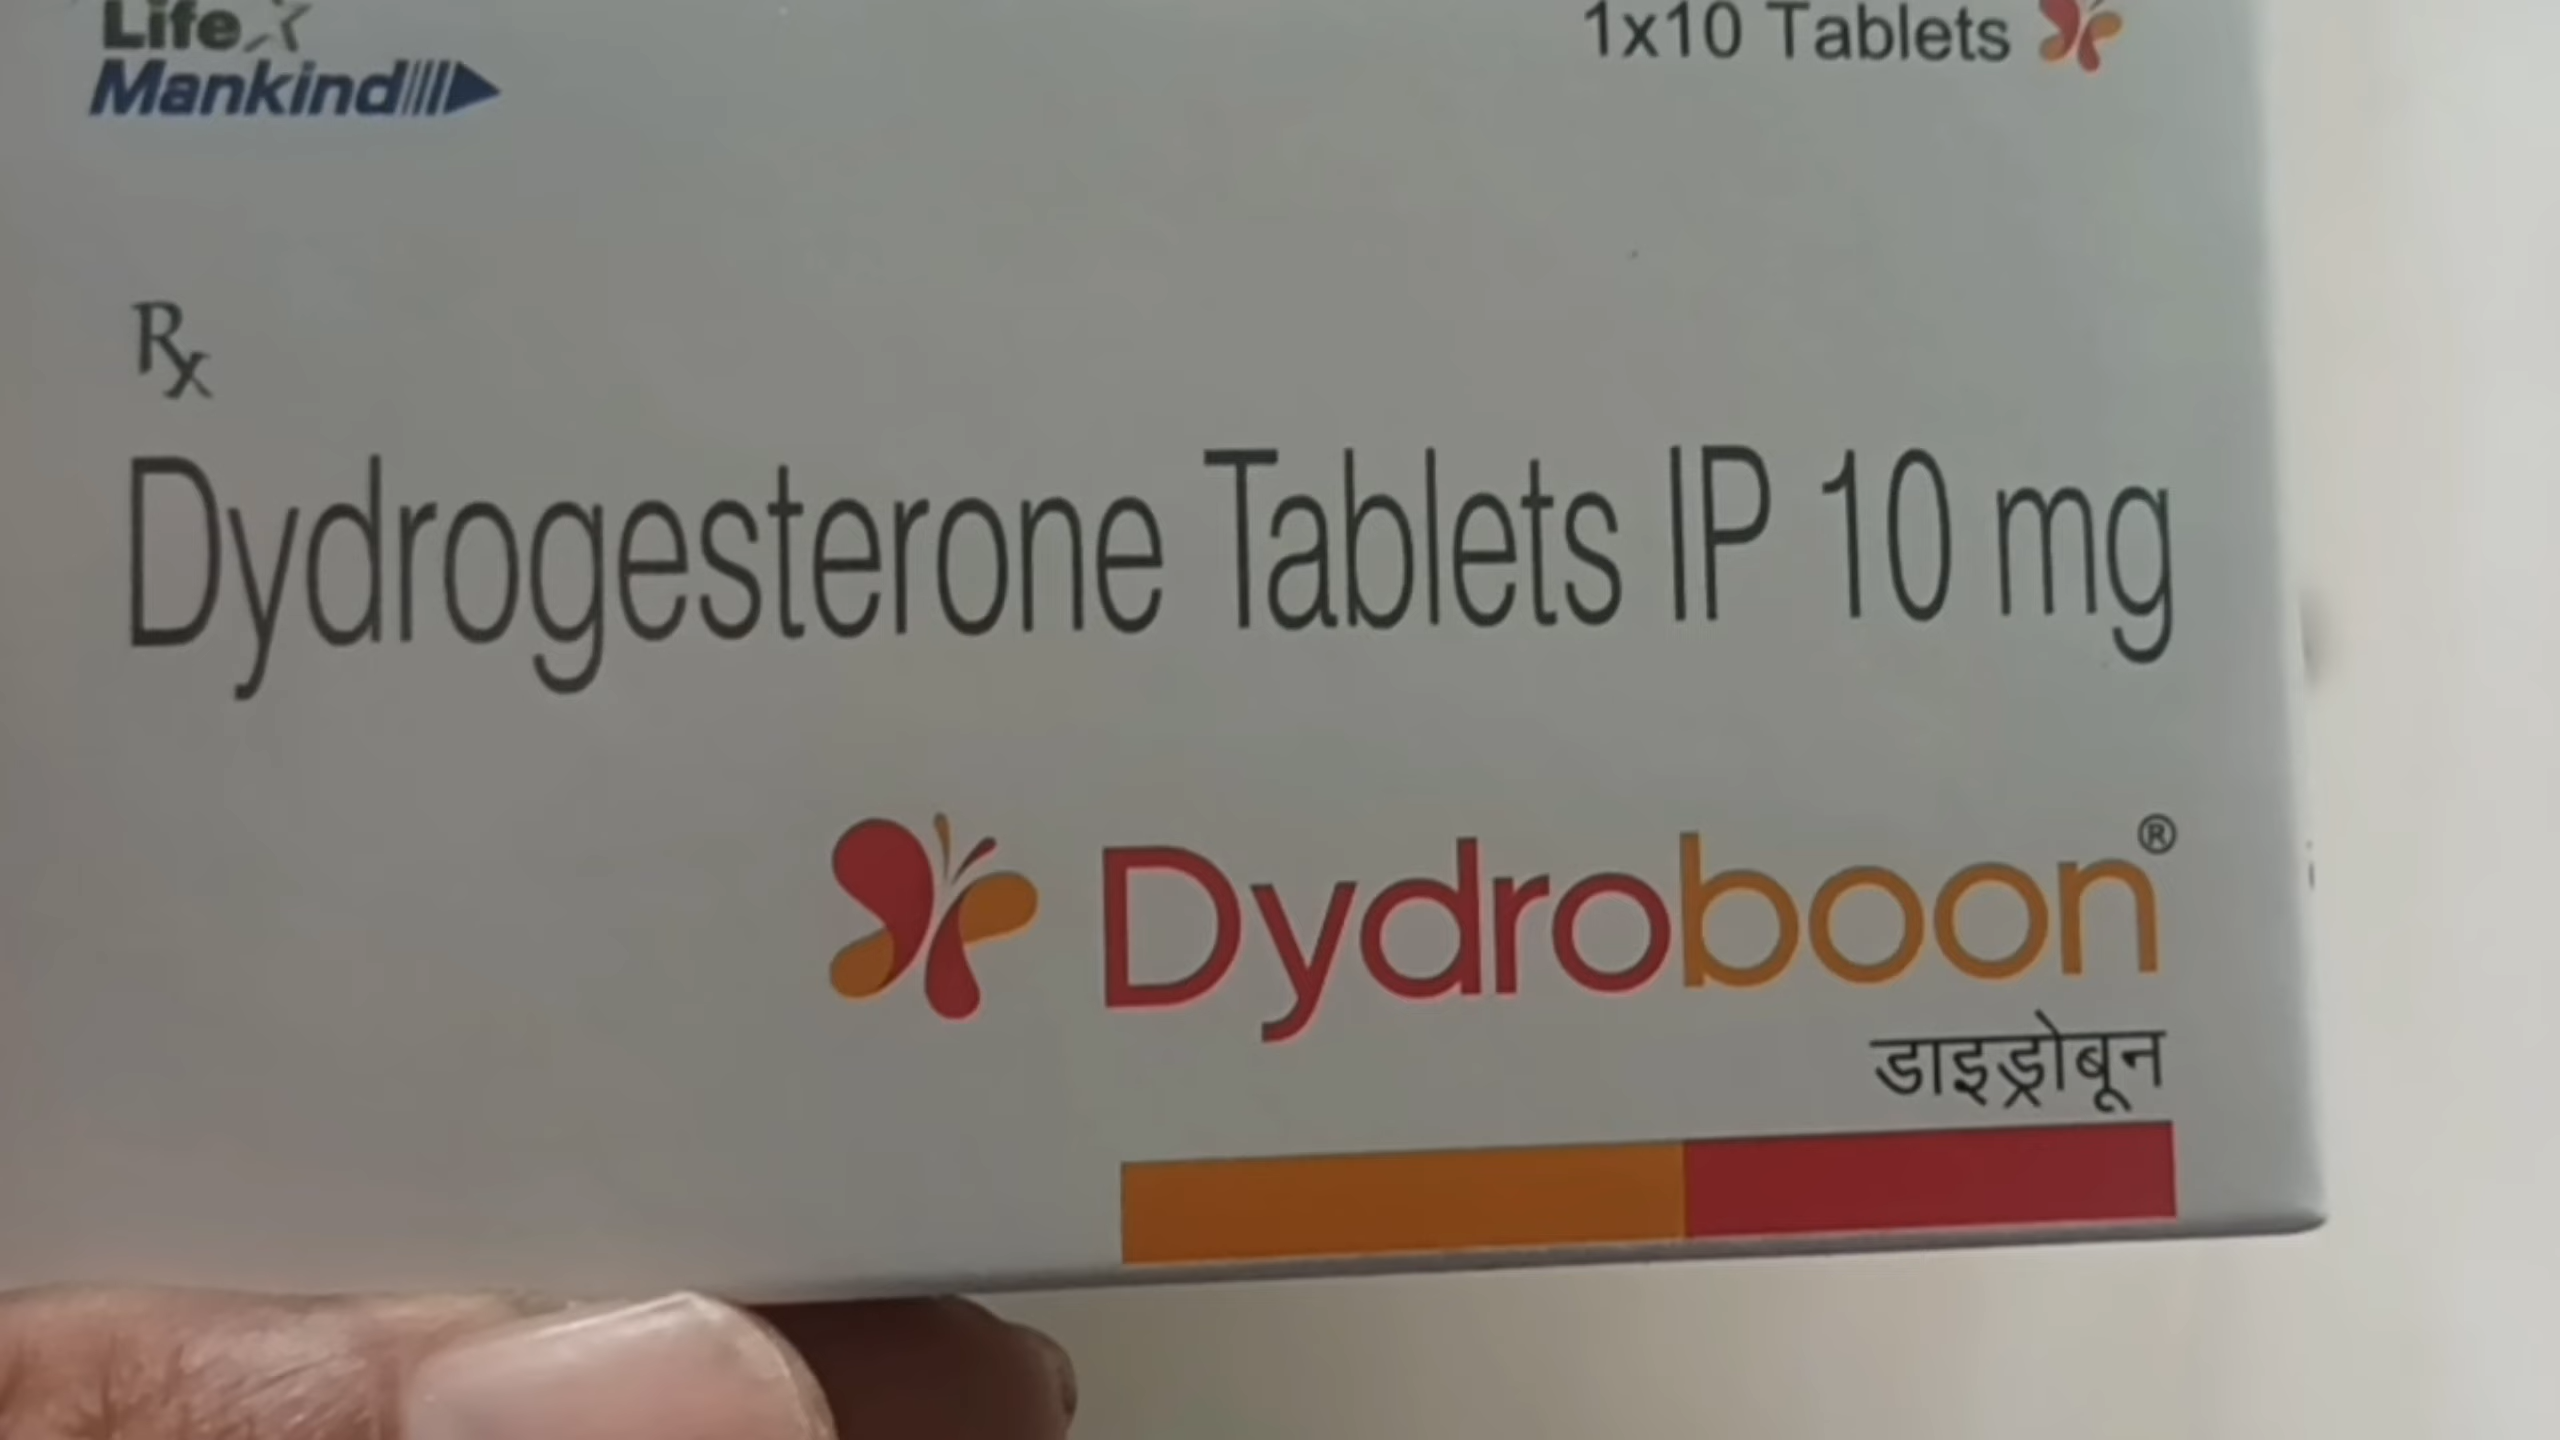 Life
Mankind
1x10 Tablets
Rx
Dydrogesterone Tablets IP 10 mg
Dydroboon®
डाइड्रोबून